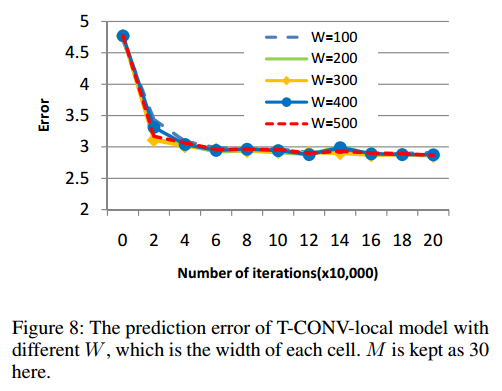 5
4.5
4
3.5
3
2.5
2
Error
W=100
W=200
W=300
W=400
W=500
0 2 4 6 8 10 12 14 16 18 20
Number of iterations(x10,000)
Figure 8: The prediction error of T-CONV-local model with
different W, which is the width of each cell. M is kept as 30
here.